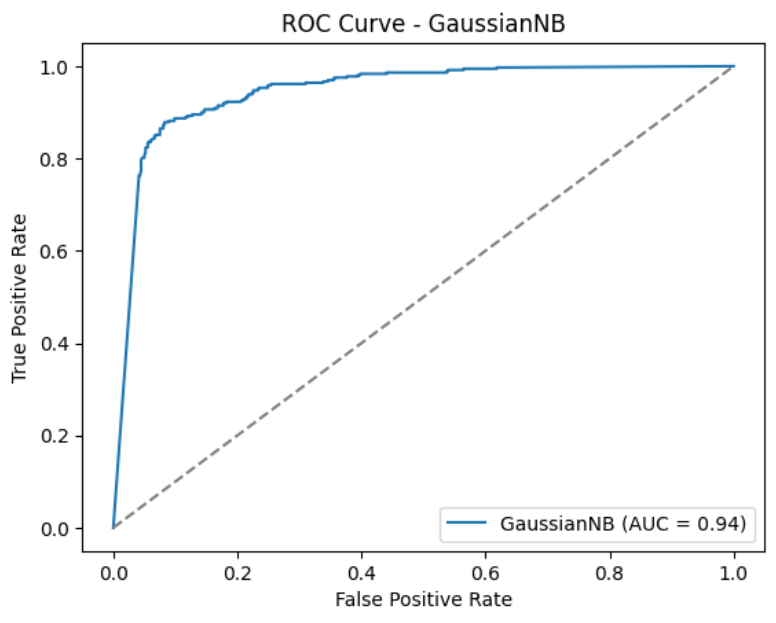 ROC Curve - GaussianNB
1.0
0.8
0.6
0.4
0.2
0.0
True Positive Rate
GaussianNB (AUC = 0.94)
0.0 0.2 0.4 0.6 0.8 1.0
False Positive Rate